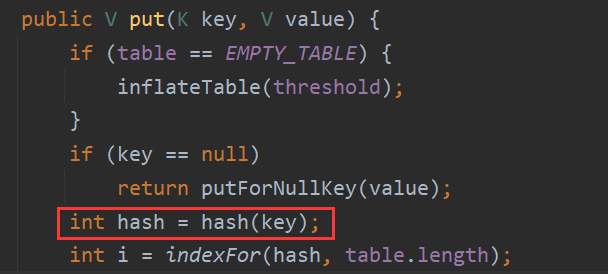 public V put(K key, V value) {
if (table == EMPTY_TABLE) {
inflateTable(threshold);
}
if (key == null)
return putForNullKey(value);
int hash = hash(key);
int i = indexFor(hash, table.length);